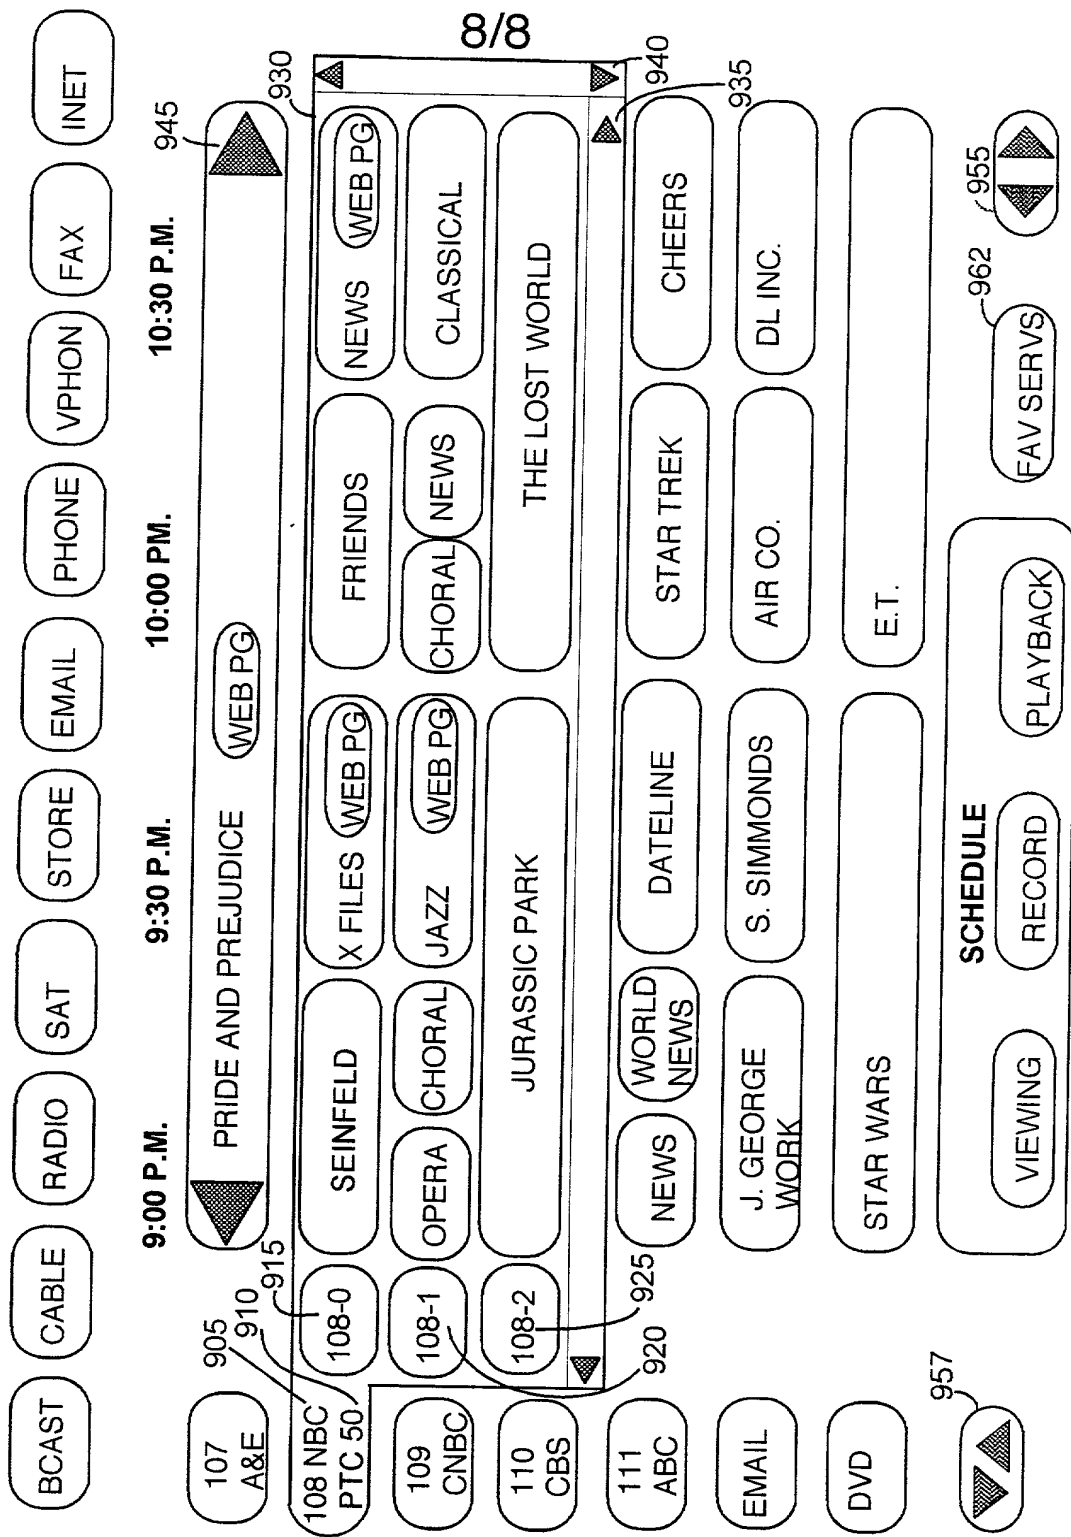 8/8
BCAST CABLE RADIO SAT STORE EMAIL PHONE VPHON FAX INET
9:00 P.M. 9:30 P.M. 10:00 PM. 10:30 P.M.
945
107
A&E
PRIDE AND PREJUDICE WEB PG
905
910
915
930
108 NBC
PTC 50
108-0 SEINFELD X FILES WEB PG FRIENDS NEWS WEB PG
108-1 OPERA CHORAL JAZZ WEB PG CHORAL NEWS CLASSICAL
108-2 JURASSIC PARK THE LOST WORLD
109
CNBC
110
CBS
920
925
940
935
111
ABC
NEWS
WORLD
NEWS
DATELINE
STAR TREK
CHEERS
EMAIL
J. GEORGE
WORK
S. SIMMONDS
AIR CO.
DL INC.
DVD
STAR WARS
E.T.
957
SCHEDULE
VIEWING RECORD PLAYBACK
FAV SERVS
962
955